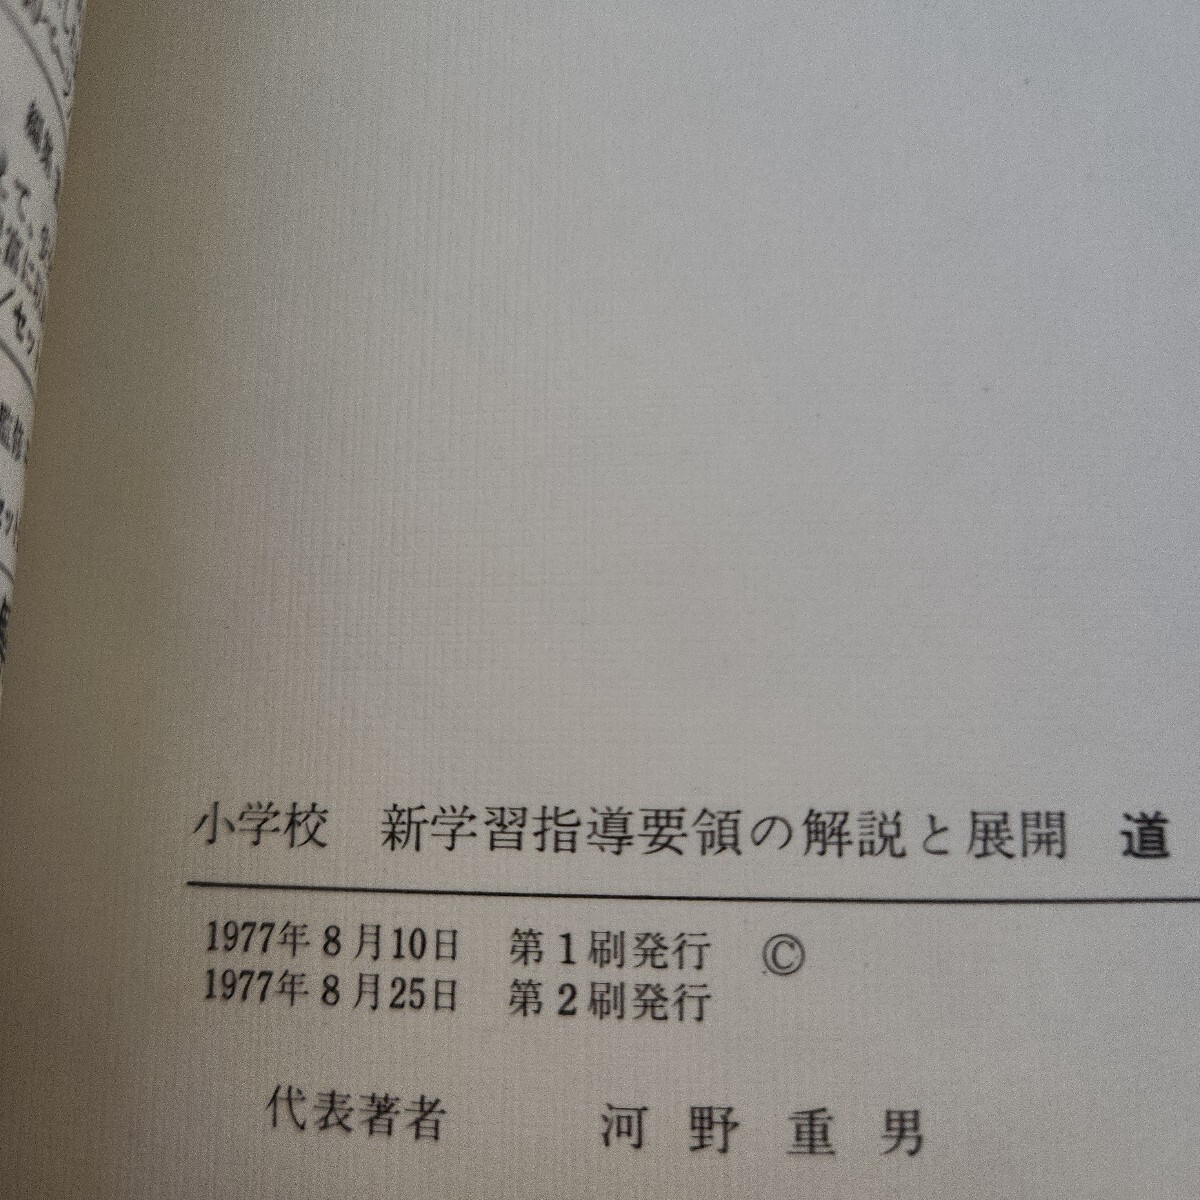 小学校　新学習指導要領の解説と展開　道
1977年8月10日　第1刷発行　©
1977年8月25日　第2刷発行
代表著者　河野重男